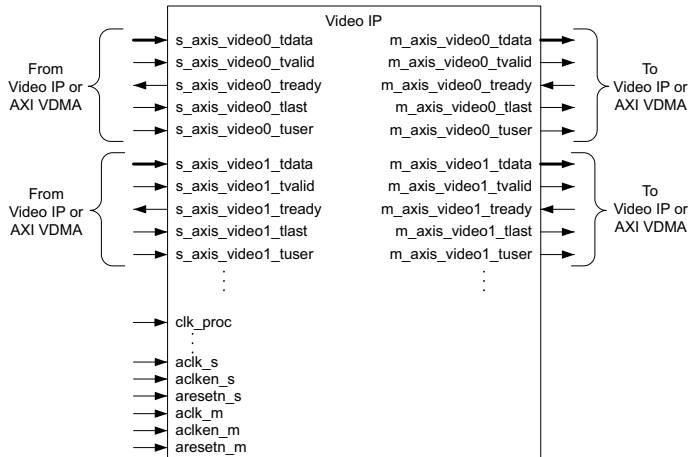 Video IP
From
Video IP or
AXI VDMA
s_axis_video0_tdata
s_axis_video0_tvalid
s_axis_video0_tready
s_axis_video0_tlast
s_axis_video0_tuser
m_axis_video0_tdata
m_axis_video0_tvalid
m_axis_video0_tready
m_axis_video0_tlast
m_axis_video0_tuser
To
Video IP or
AXI VDMA
From
Video IP or
AXI VDMA
s_axis_video1_tdata
s_axis_video1_tvalid
s_axis_video1_tready
s_axis_video1_tlast
s_axis_video1_tuser
m_axis_video1_tdata
m_axis_video1_tvalid
m_axis_video1_tready
m_axis_video1_tlast
m_axis_video1_tuser
To
Video IP or
AXI VDMA
clk_proc
aclk_s
aclken_s
aresetn_s
aclk_m
aclken_m
aresetn_m